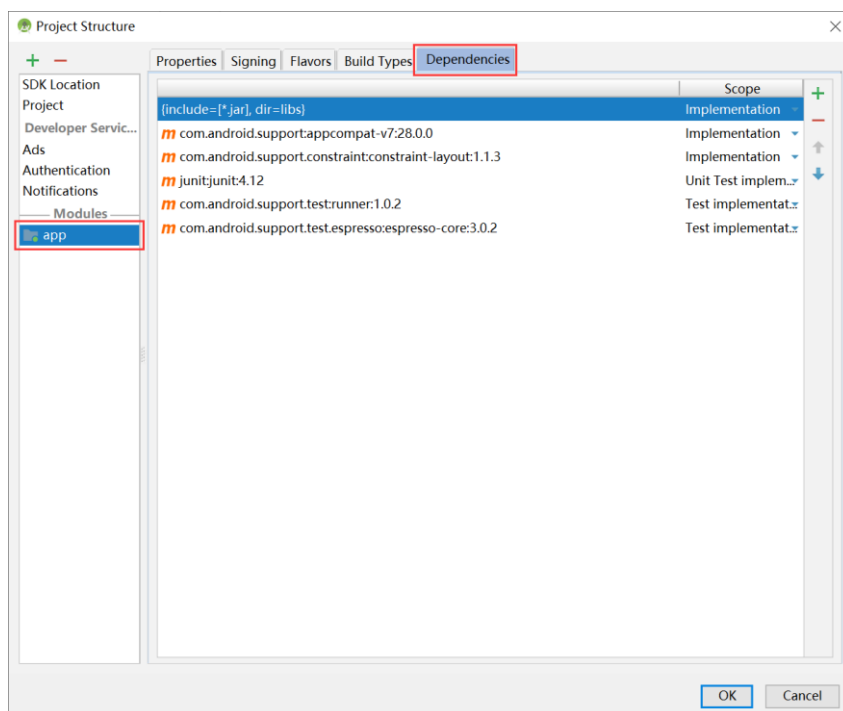 Project Structure
Properties Signing Flavors Build Types Dependencies
SDK Location
Project
Developer Servic...
Ads
Authentication
Notifications
Modules
app
Scope
{include=[*.jar], dir=libs} Implementation
m com.android.support:appcompat-v7:28.0.0 Implementation
m com.android.support.constraint:constraint-layout:1.1.3 Implementation
m junit:junit:4.12 Unit Test implem...
m com.android.support.test:runner:1.0.2 Test implementat...
m com.android.support.test.espresso:espresso-core:3.0.2 Test implementat...
OK Cancel